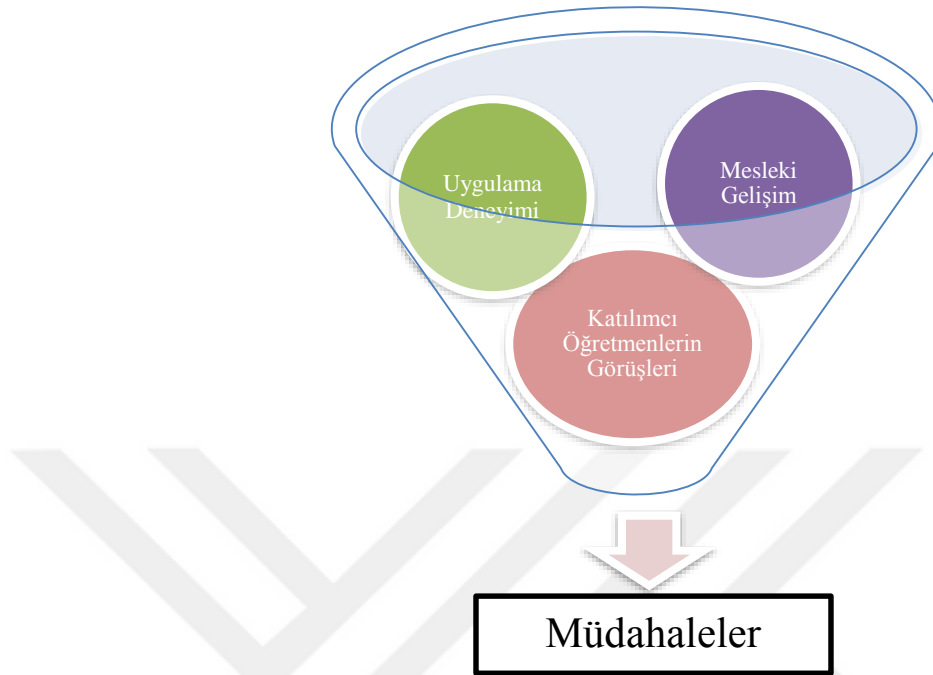 Uygulama
Deneyimi
Mesleki
Gelişim
Katılımcı
Öğretmenlerin
Görüşleri
Müdahaleler